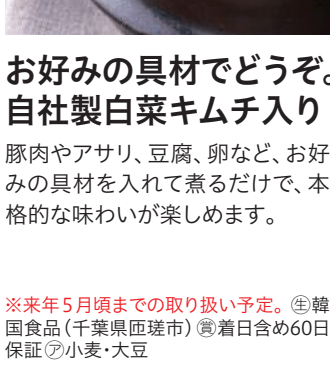 お好みの具材でどうぞ。
自社製白菜キムチ入り
豚肉やアサリ、豆腐、卵など、お好
みの具材を入れて煮るだけで、本
格的な味わいが楽しめます。
※来年5月頃までの取り扱い予定。㊓韓
国食品(千葉県匝瑳市)㊓着日含め60日
保証㋐小麦・大豆